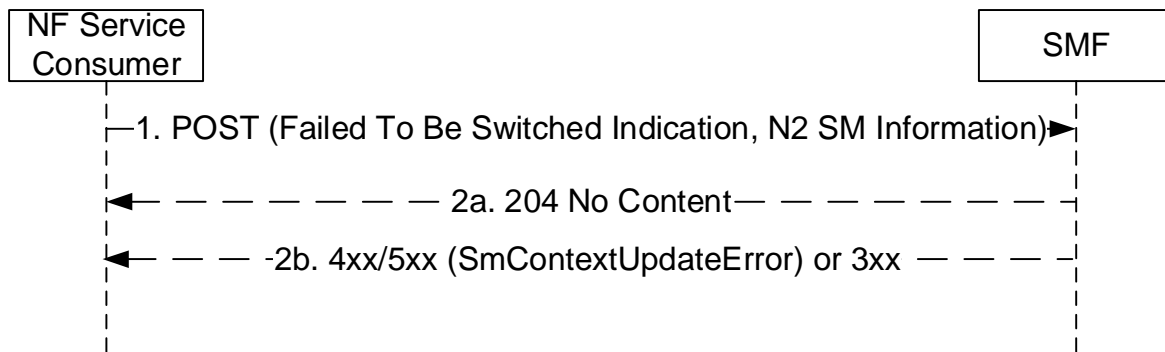 NF Service
Consumer
SMF
1. POST (Failed To Be Switched Indication, N2 SM Information)
2a. 204 No Content
2b. 4xx/5xx (SmContextUpdateError) or 3xx